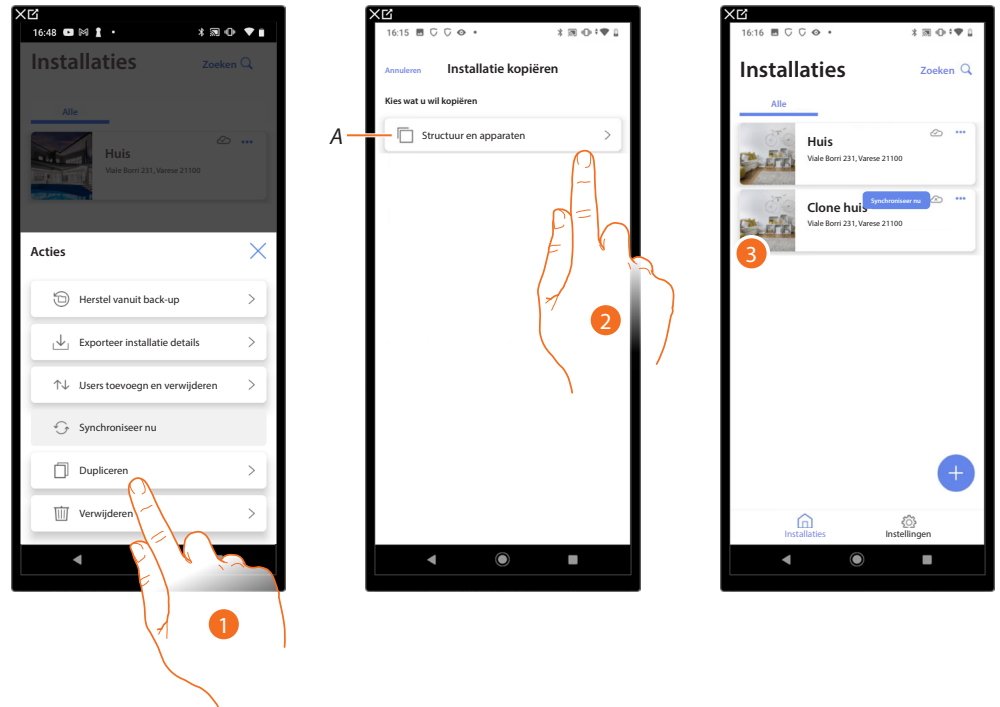 16:48
Installaties
Zoeken
Alle
Huis
Viale Borri 231, Varese 21100
Acties
Herstel vanuit back-up
Exporteer installatie details
Users toevoegn en verwijderen
Synchroniseer nu
Dupliceren
Verwijderen
1
16:15
Annuleren
Installatie kopiëren
Kies wat u wil kopiëren
A
Structuur en apparaten
2
16:16
Installaties
Zoeken
Alle
Huis
Viale Borri 231, Varese 21100
Clone huis
Synchroniseer nu
Viale Borri 231, Varese 21100
3
Installaties
Instellingen